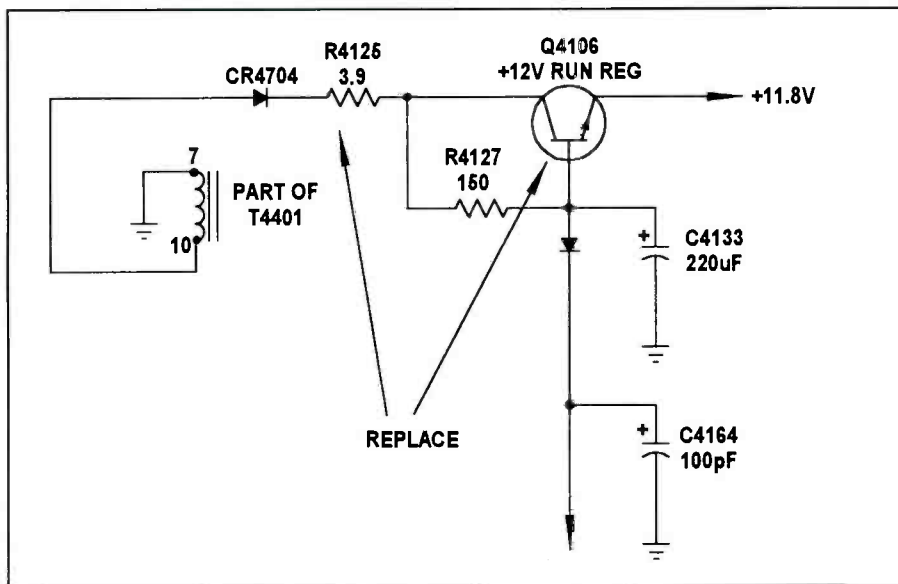 Q4106
+12V RUN REG
R4125
3.9
CR4704
+11.8V
R4127
150
7
PART OF
T4401
10
+
C4133
220uF
REPLACE
+
C4164
100pF